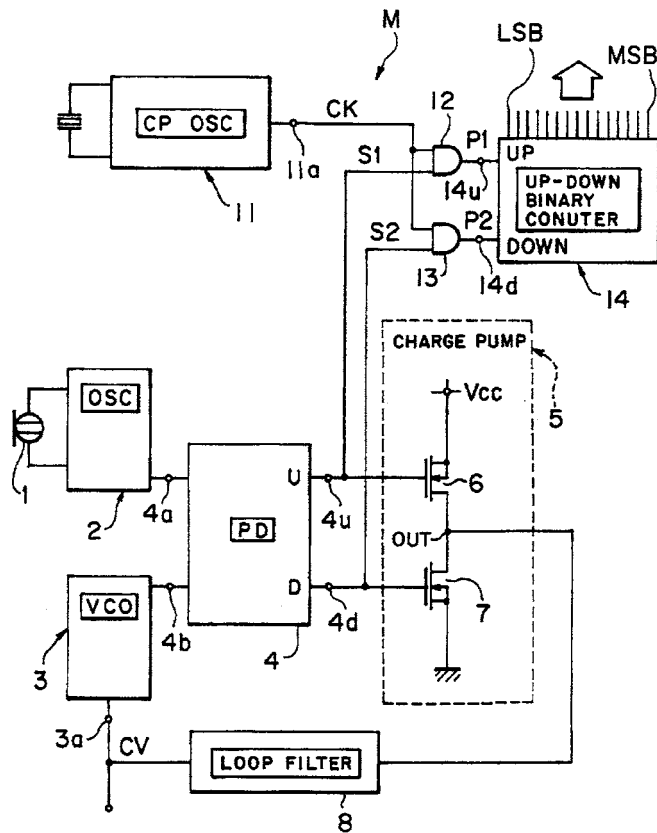 M
LSB
MSB
CP OSC
CK
11a
11
12
S1
P1
UP
14u
UP-DOWN
BINARY
CONUTER
S2
P2
DOWN
13
14d
14
CHARGE PUMP
5
Vcc
OSC
1
2
4a
U
4u
6
PD
OUT
VCO
D
7
3
4b
4
4d
3a
CV
LOOP FILTER
8